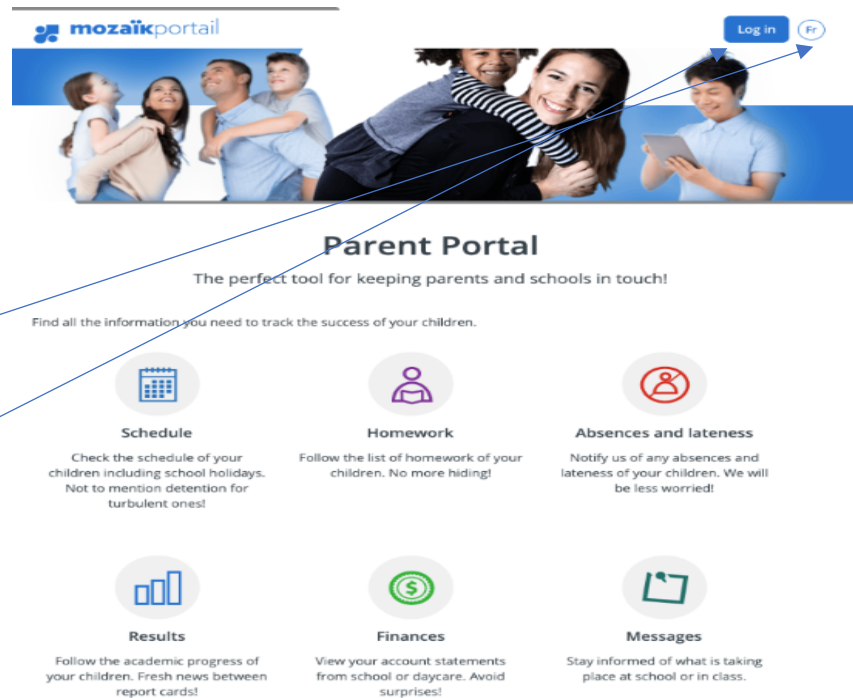 mozaïkportail
Log in
Fr
Parent Portal
The perfect tool for keeping parents and schools in touch!
Find all the information you need to track the success of your children.
Schedule
Check the schedule of your
children including school holidays.
Not to mention detention for
turbulent ones!
Homework
Follow the list of homework of your
children. No more hiding!
Absences and lateness
Notify us of any absences and
lateness of your children. We will
be less worried!
Results
Follow the academic progress of
your children. Fresh news between
report cards!
Finances
View your account statements
from school or daycare. Avoid
surprises!
Messages
Stay informed of what is taking
place at school or in class.